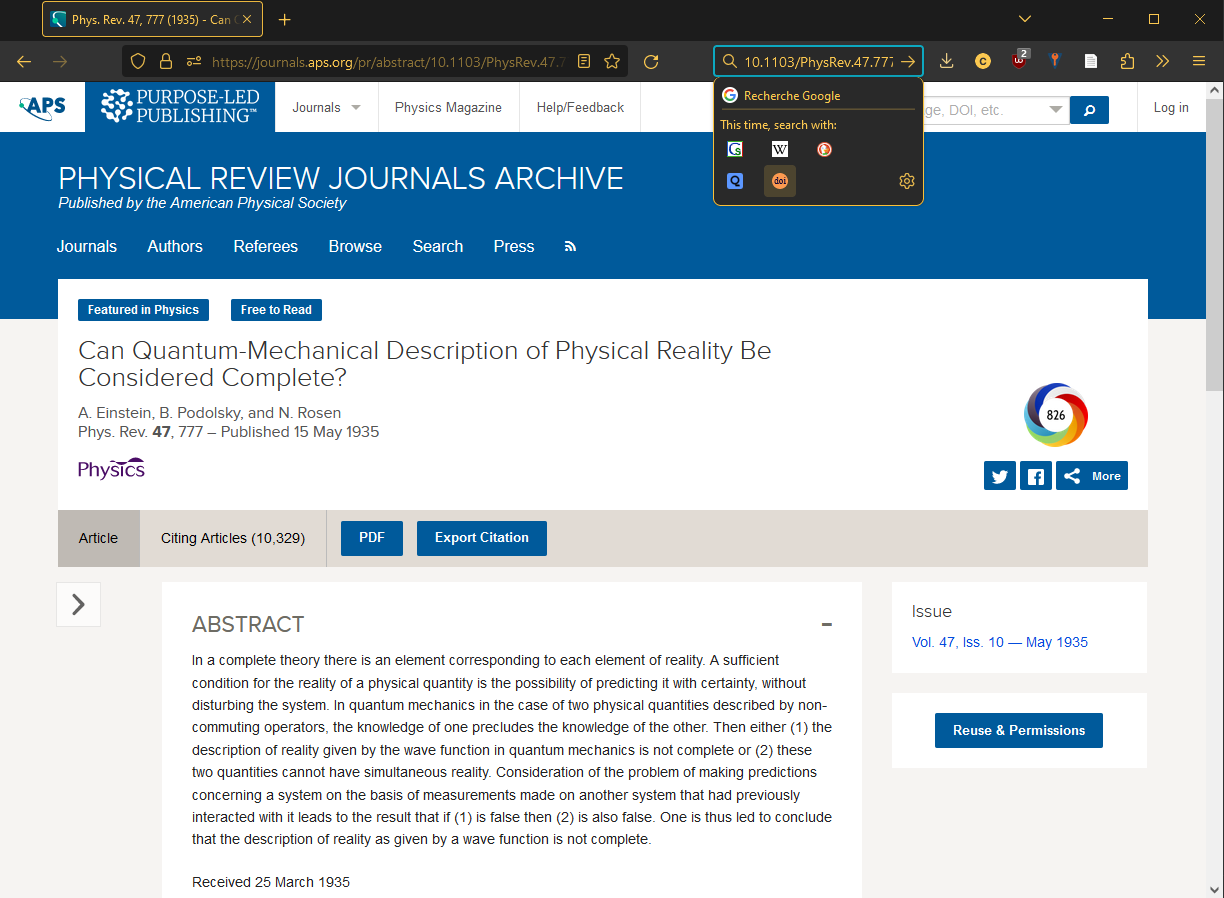 Phys. Rev. 47, 777 (1935) - Can
https://journals.aps.org/pr/abstract/10.1103/PhysRev.47.7
10.1103/PhysRev.47.777
C
2
Recherche Google
This time, search with:
G S
W
Q
doi
APS
PURPOSE-LED
PUBLISHING™
Journals
Physics Magazine
Help/Feedback
ge, DOI, etc.
Log in
PHYSICAL REVIEW JOURNALS ARCHIVE
Published by the American Physical Society
Journals Authors Referees Browse Search Press
Featured in Physics Free to Read
Can Quantum-Mechanical Description of Physical Reality Be
Considered Complete?
A. Einstein, B. Podolsky, and N. Rosen
Phys. Rev. 47, 777 – Published 15 May 1935
Physics
826
More
Article Citing Articles (10,329) PDF Export Citation
ABSTRACT
In a complete theory there is an element corresponding to each element of reality. A sufficient
condition for the reality of a physical quantity is the possibility of predicting it with certainty, without
disturbing the system. In quantum mechanics in the case of two physical quantities described by non-
commuting operators, the knowledge of one precludes the knowledge of the other. Then either (1) the
description of reality given by the wave function in quantum mechanics is not complete or (2) these
two quantities cannot have simultaneous reality. Consideration of the problem of making predictions
concerning a system on the basis of measurements made on another system that had previously
interacted with it leads to the result that if (1) is false then (2) is also false. One is thus led to conclude
that the description of reality as given by a wave function is not complete.
Received 25 March 1935
Issue
Vol. 47, Iss. 10 — May 1935
Reuse & Permissions